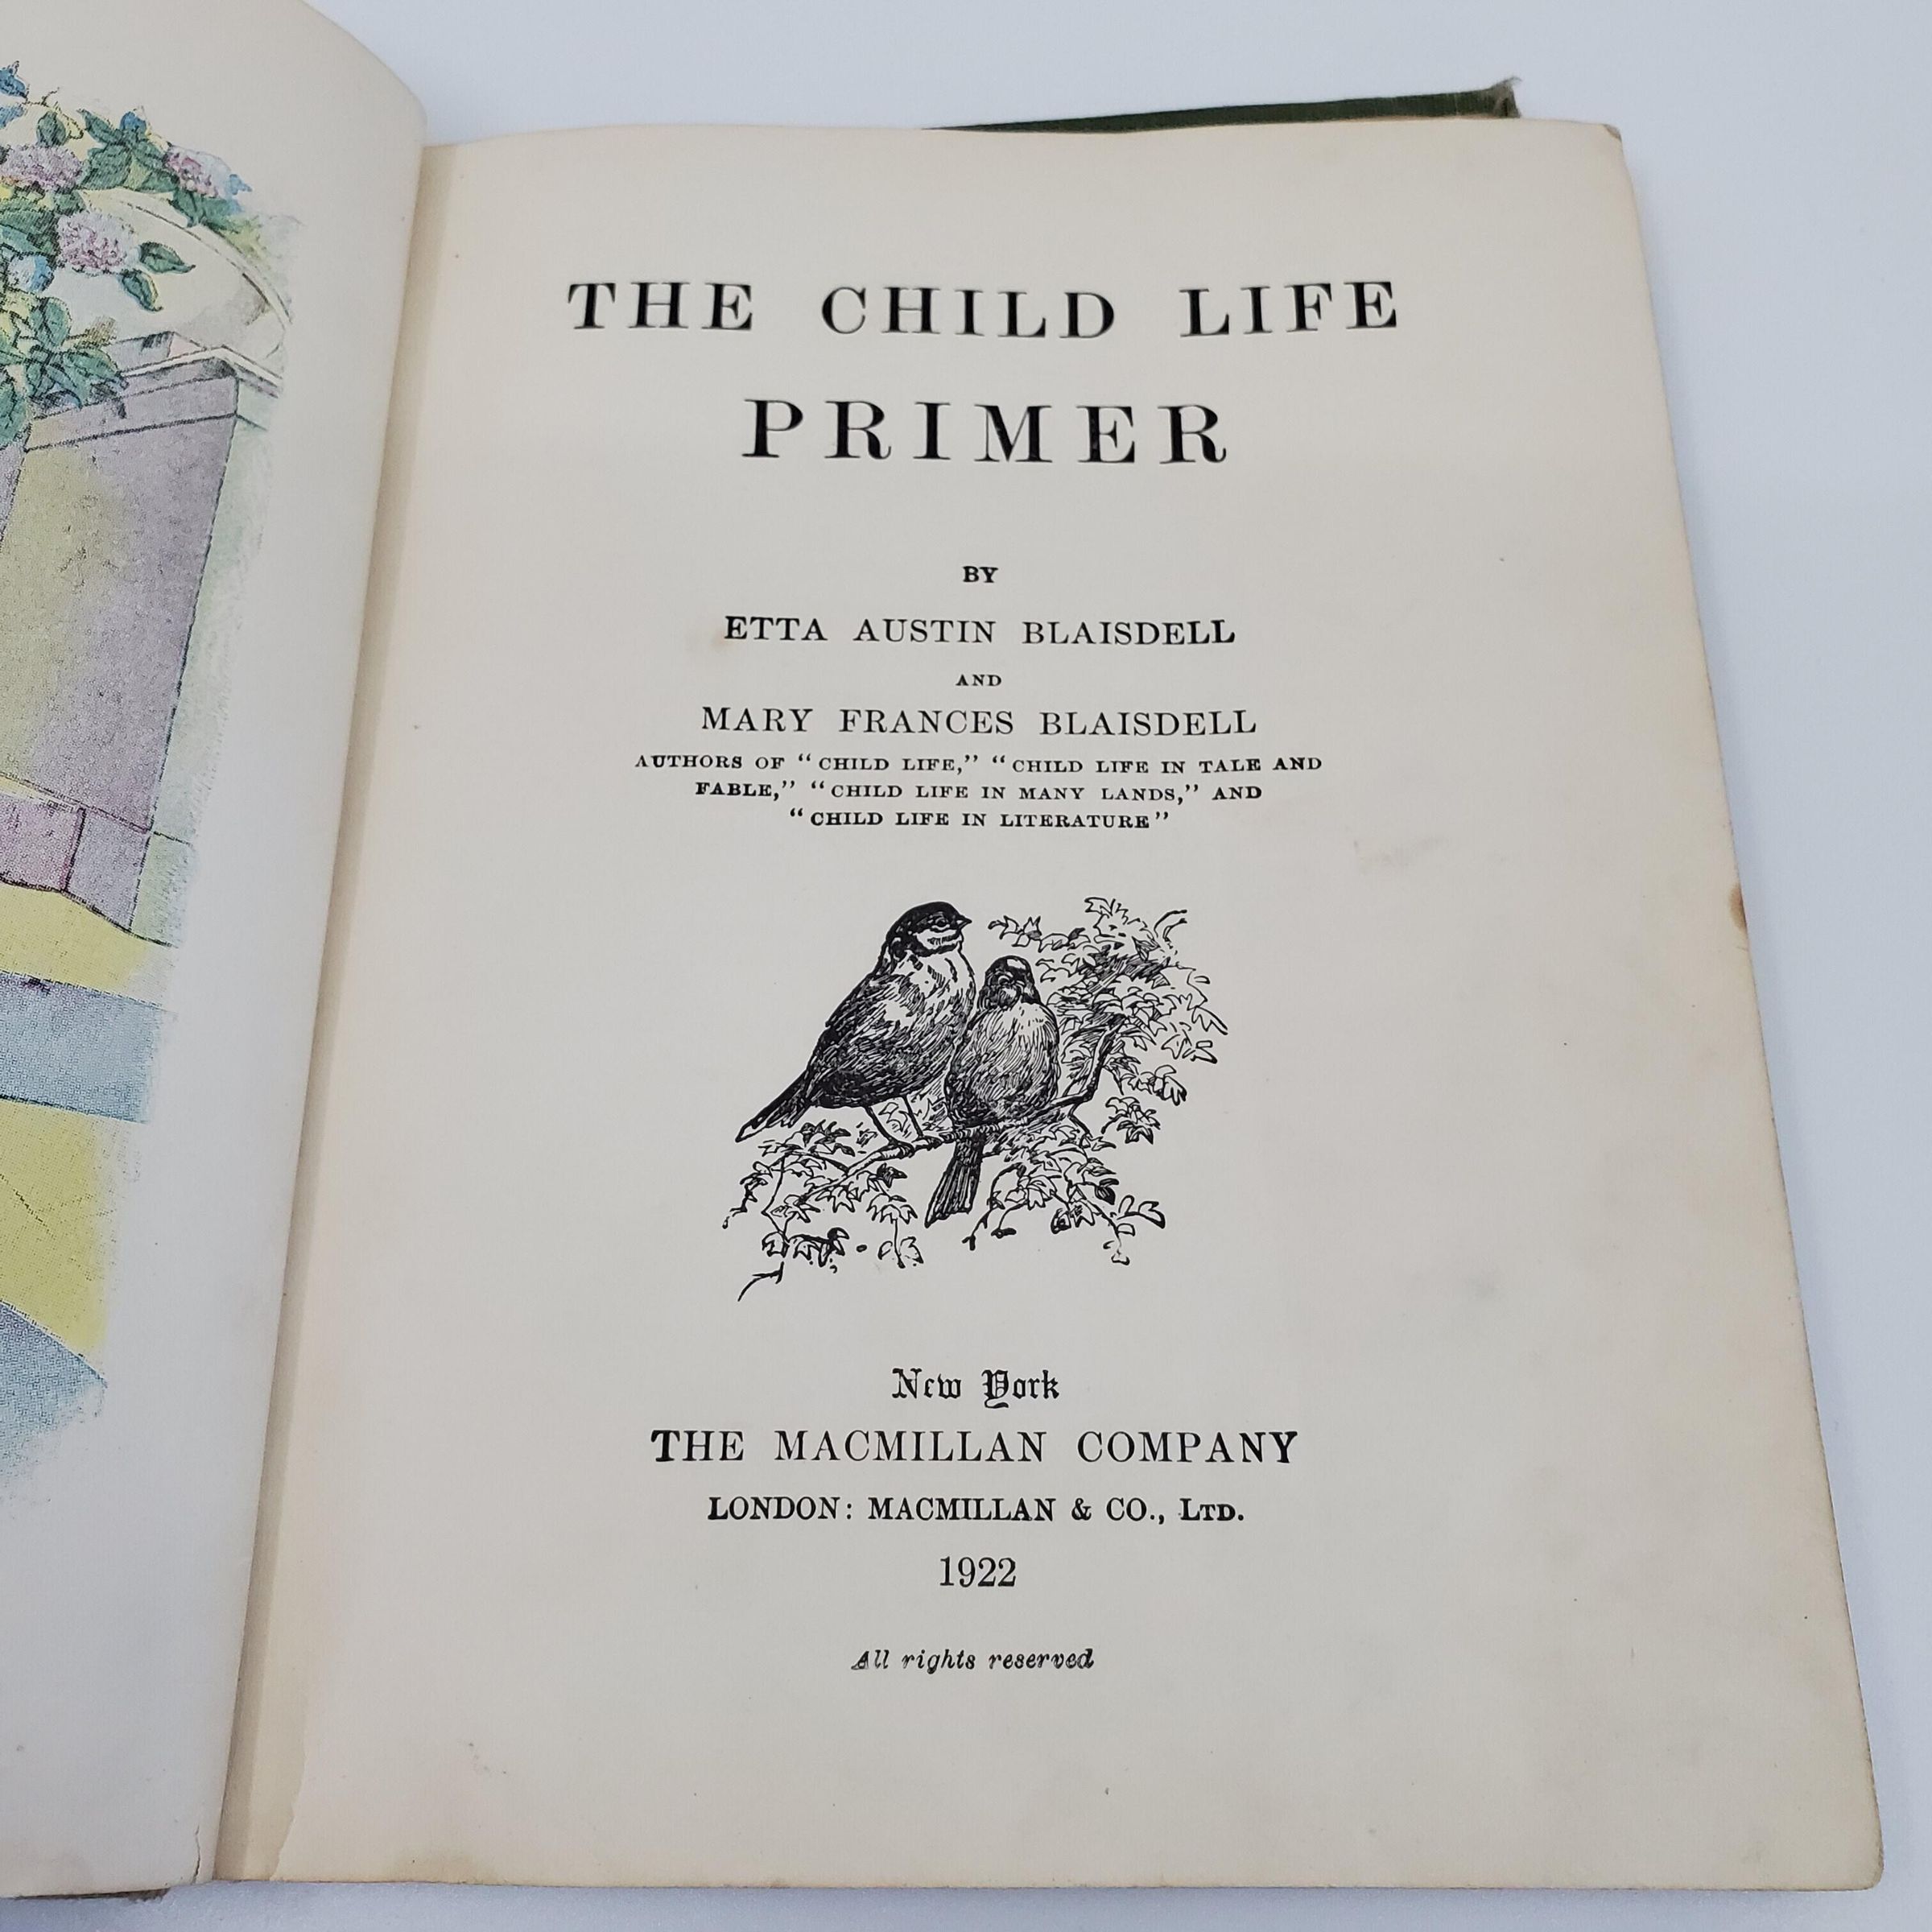 THE CHILD LIFE
PRIMER
BY
ETTA AUSTIN BLAISDELL
AND
MARY FRANCES BLAISDELL
AUTHORS OF “CHILD LIFE,” “CHILD LIFE IN TALE AND
FABLE,” “CHILD LIFE IN MANY LANDS,” AND
“CHILD LIFE IN LITERATURE”
New York
THE MACMILLAN COMPANY
LONDON: MACMILLAN & CO., LTD.
1922
All rights reserved